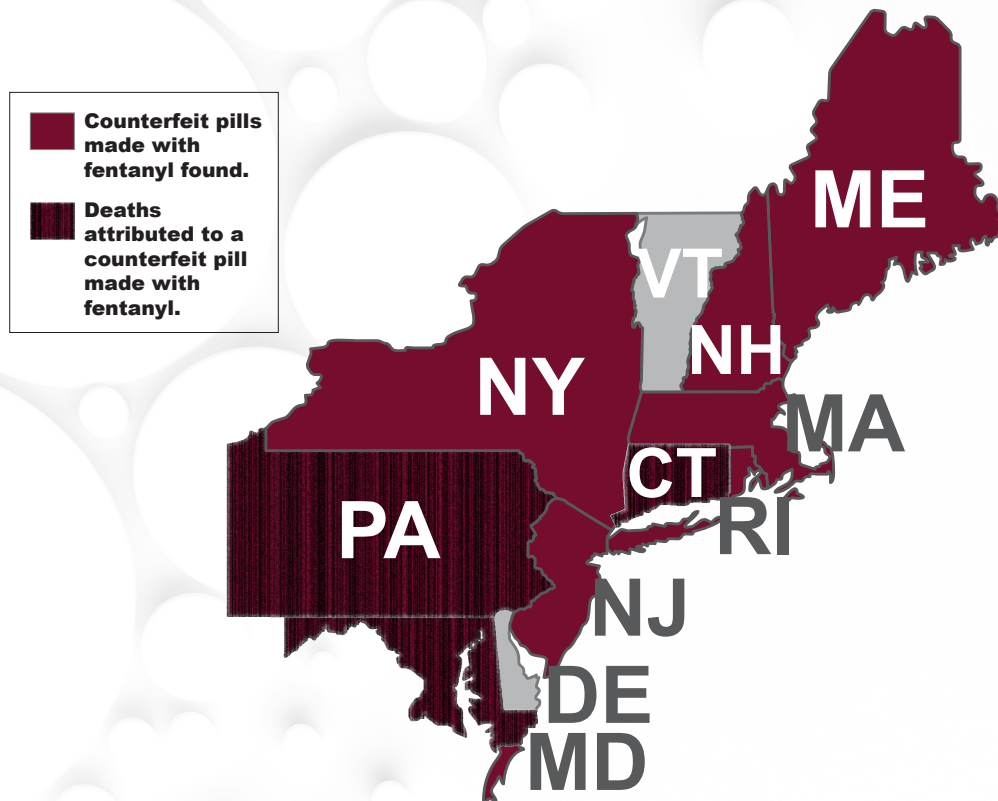 Counterfeit pills
made with
fentanyl found.
Deaths
attributed to a
counterfeit pill
made with
fentanyl.
ME
VT
NH
NY
MA
CT
PA
RI
NJ
DE
MD